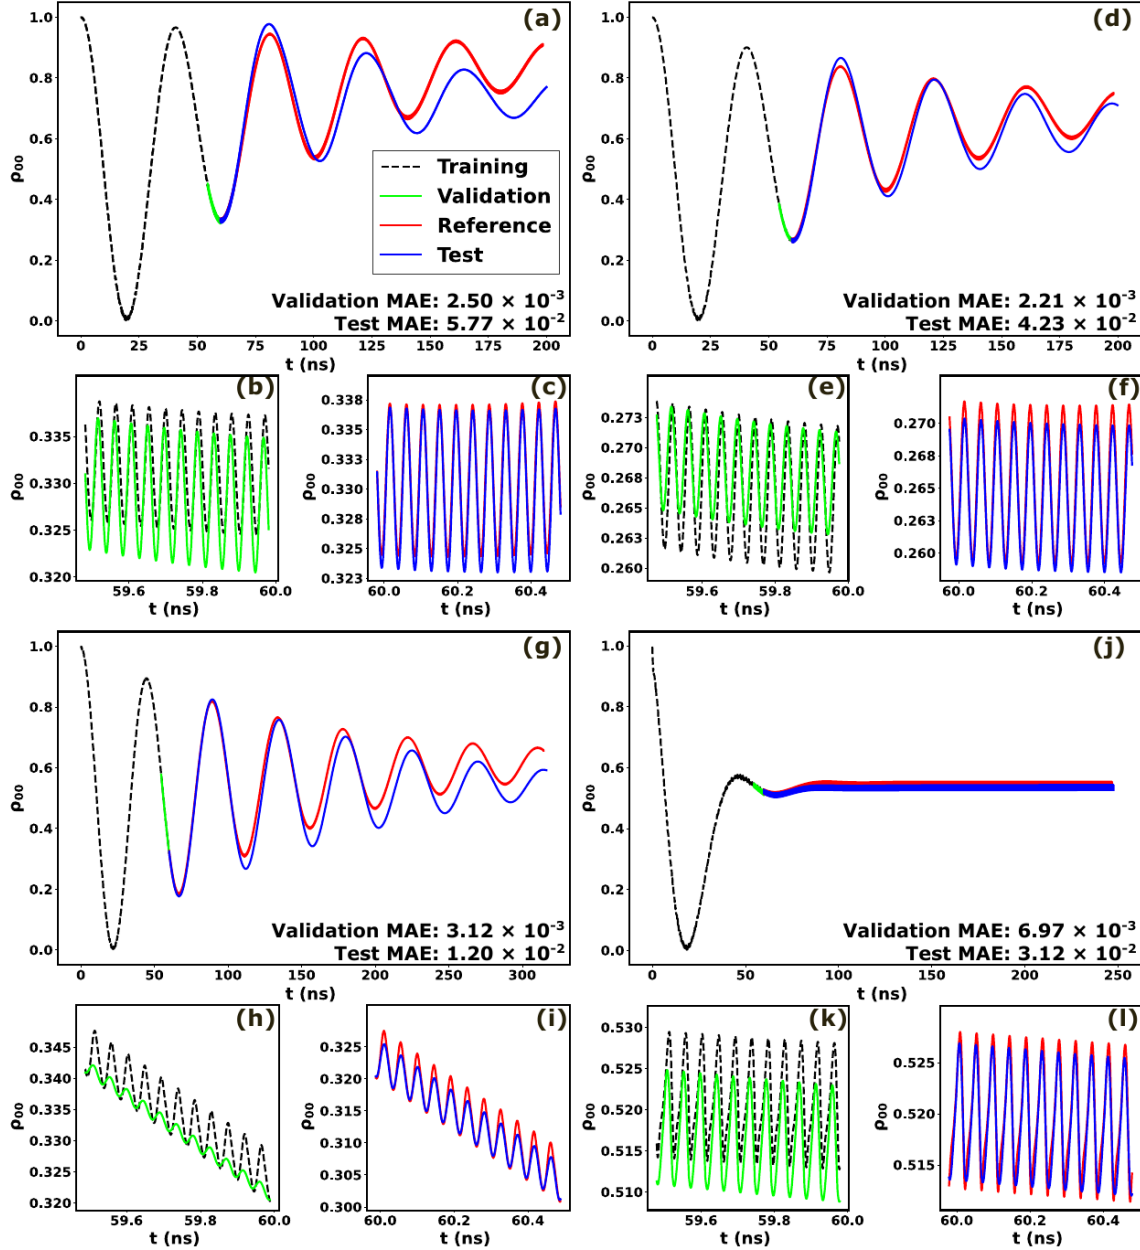 (a)
1.0
0.8
0.6
0.4
0.2
0.0
ρ00
Training
Validation
Reference
Test
Validation MAE: 2.50 × 10-3
Test MAE: 5.77 × 10-2
0 25 50 75 100 125 150 175 200
t (ns)
(d)
1.0
0.8
0.6
0.4
0.2
0.0
ρ00
Validation MAE: 2.21 × 10-3
Test MAE: 4.23 × 10-2
0 25 50 75 100 125 150 175 200
t (ns)
(b)
0.335
0.330
0.325
0.320
ρ00
59.6 59.8 60.0
t (ns)
(c)
0.338
0.335
0.333
0.330
0.328
0.325
0.323
ρ00
60.0 60.2 60.4
t (ns)
(e)
0.273
0.270
0.268
0.265
0.263
0.260
ρ00
59.6 59.8 60.0
t (ns)
(f)
0.270
0.268
0.265
0.263
0.260
ρ00
60.0 60.2 60.4
t (ns)
(g)
1.0
0.8
0.6
0.4
0.2
0.0
ρ00
Validation MAE: 3.12 × 10-3
Test MAE: 1.20 × 10-2
0 50 100 150 200 250 300
t (ns)
(j)
1.0
0.8
0.6
0.4
0.2
0.0
ρ00
Validation MAE: 6.97 × 10-3
Test MAE: 3.12 × 10-2
0 50 100 150 200 250
t (ns)
(h)
0.345
0.340
0.335
0.330
0.325
0.320
ρ00
59.6 59.8 60.0
t (ns)
(i)
0.325
0.320
0.315
0.310
0.305
0.300
ρ00
60.0 60.2 60.4
t (ns)
(k)
0.530
0.525
0.520
0.515
0.510
ρ00
59.6 59.8 60.0
t (ns)
(l)
0.525
0.520
0.515
ρ00
60.0 60.2 60.4
t (ns)